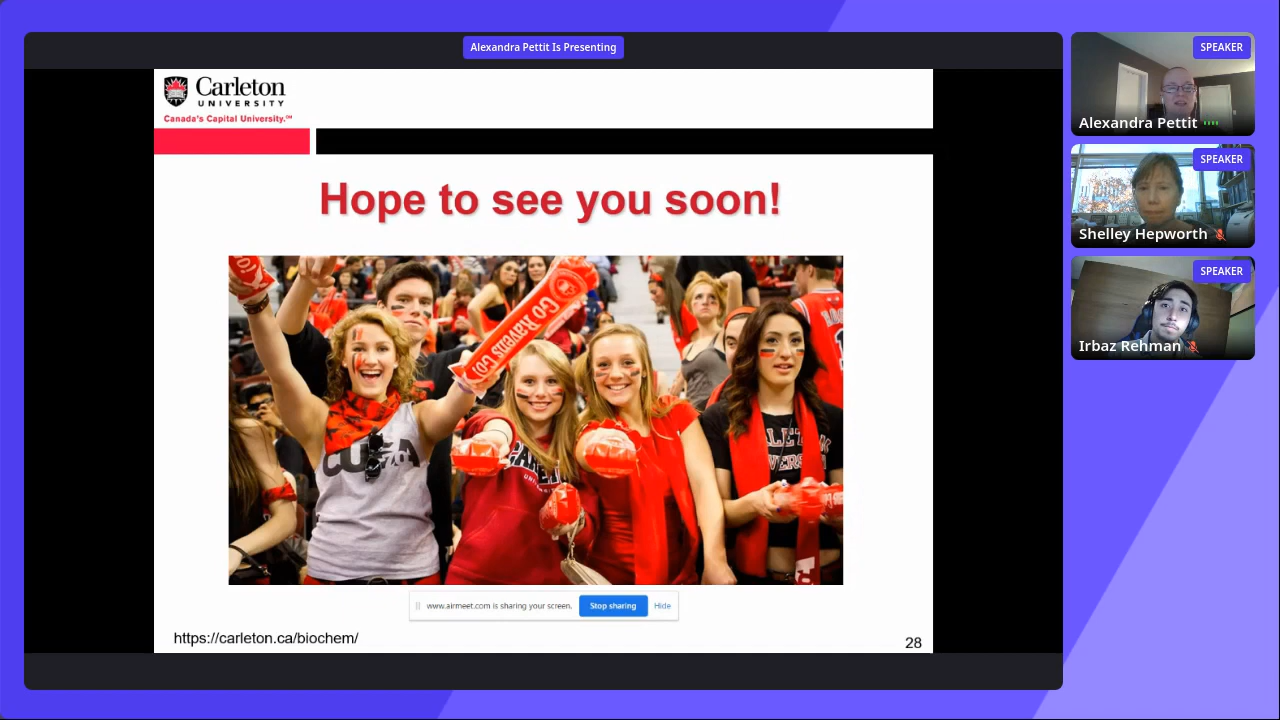 Alexandra Pettit Is Presenting
Carleton
UNIVERSITY
Canada's Capital University.™
Hope to see you soon!
Go Ravens Go!
www.airmeet.com is sharing your screen.
Stop sharing
Hide
https://carleton.ca/biochem/
28
SPEAKER
Alexandra Pettit
SPEAKER
Shelley Hepworth
SPEAKER
Irbaz Rehman